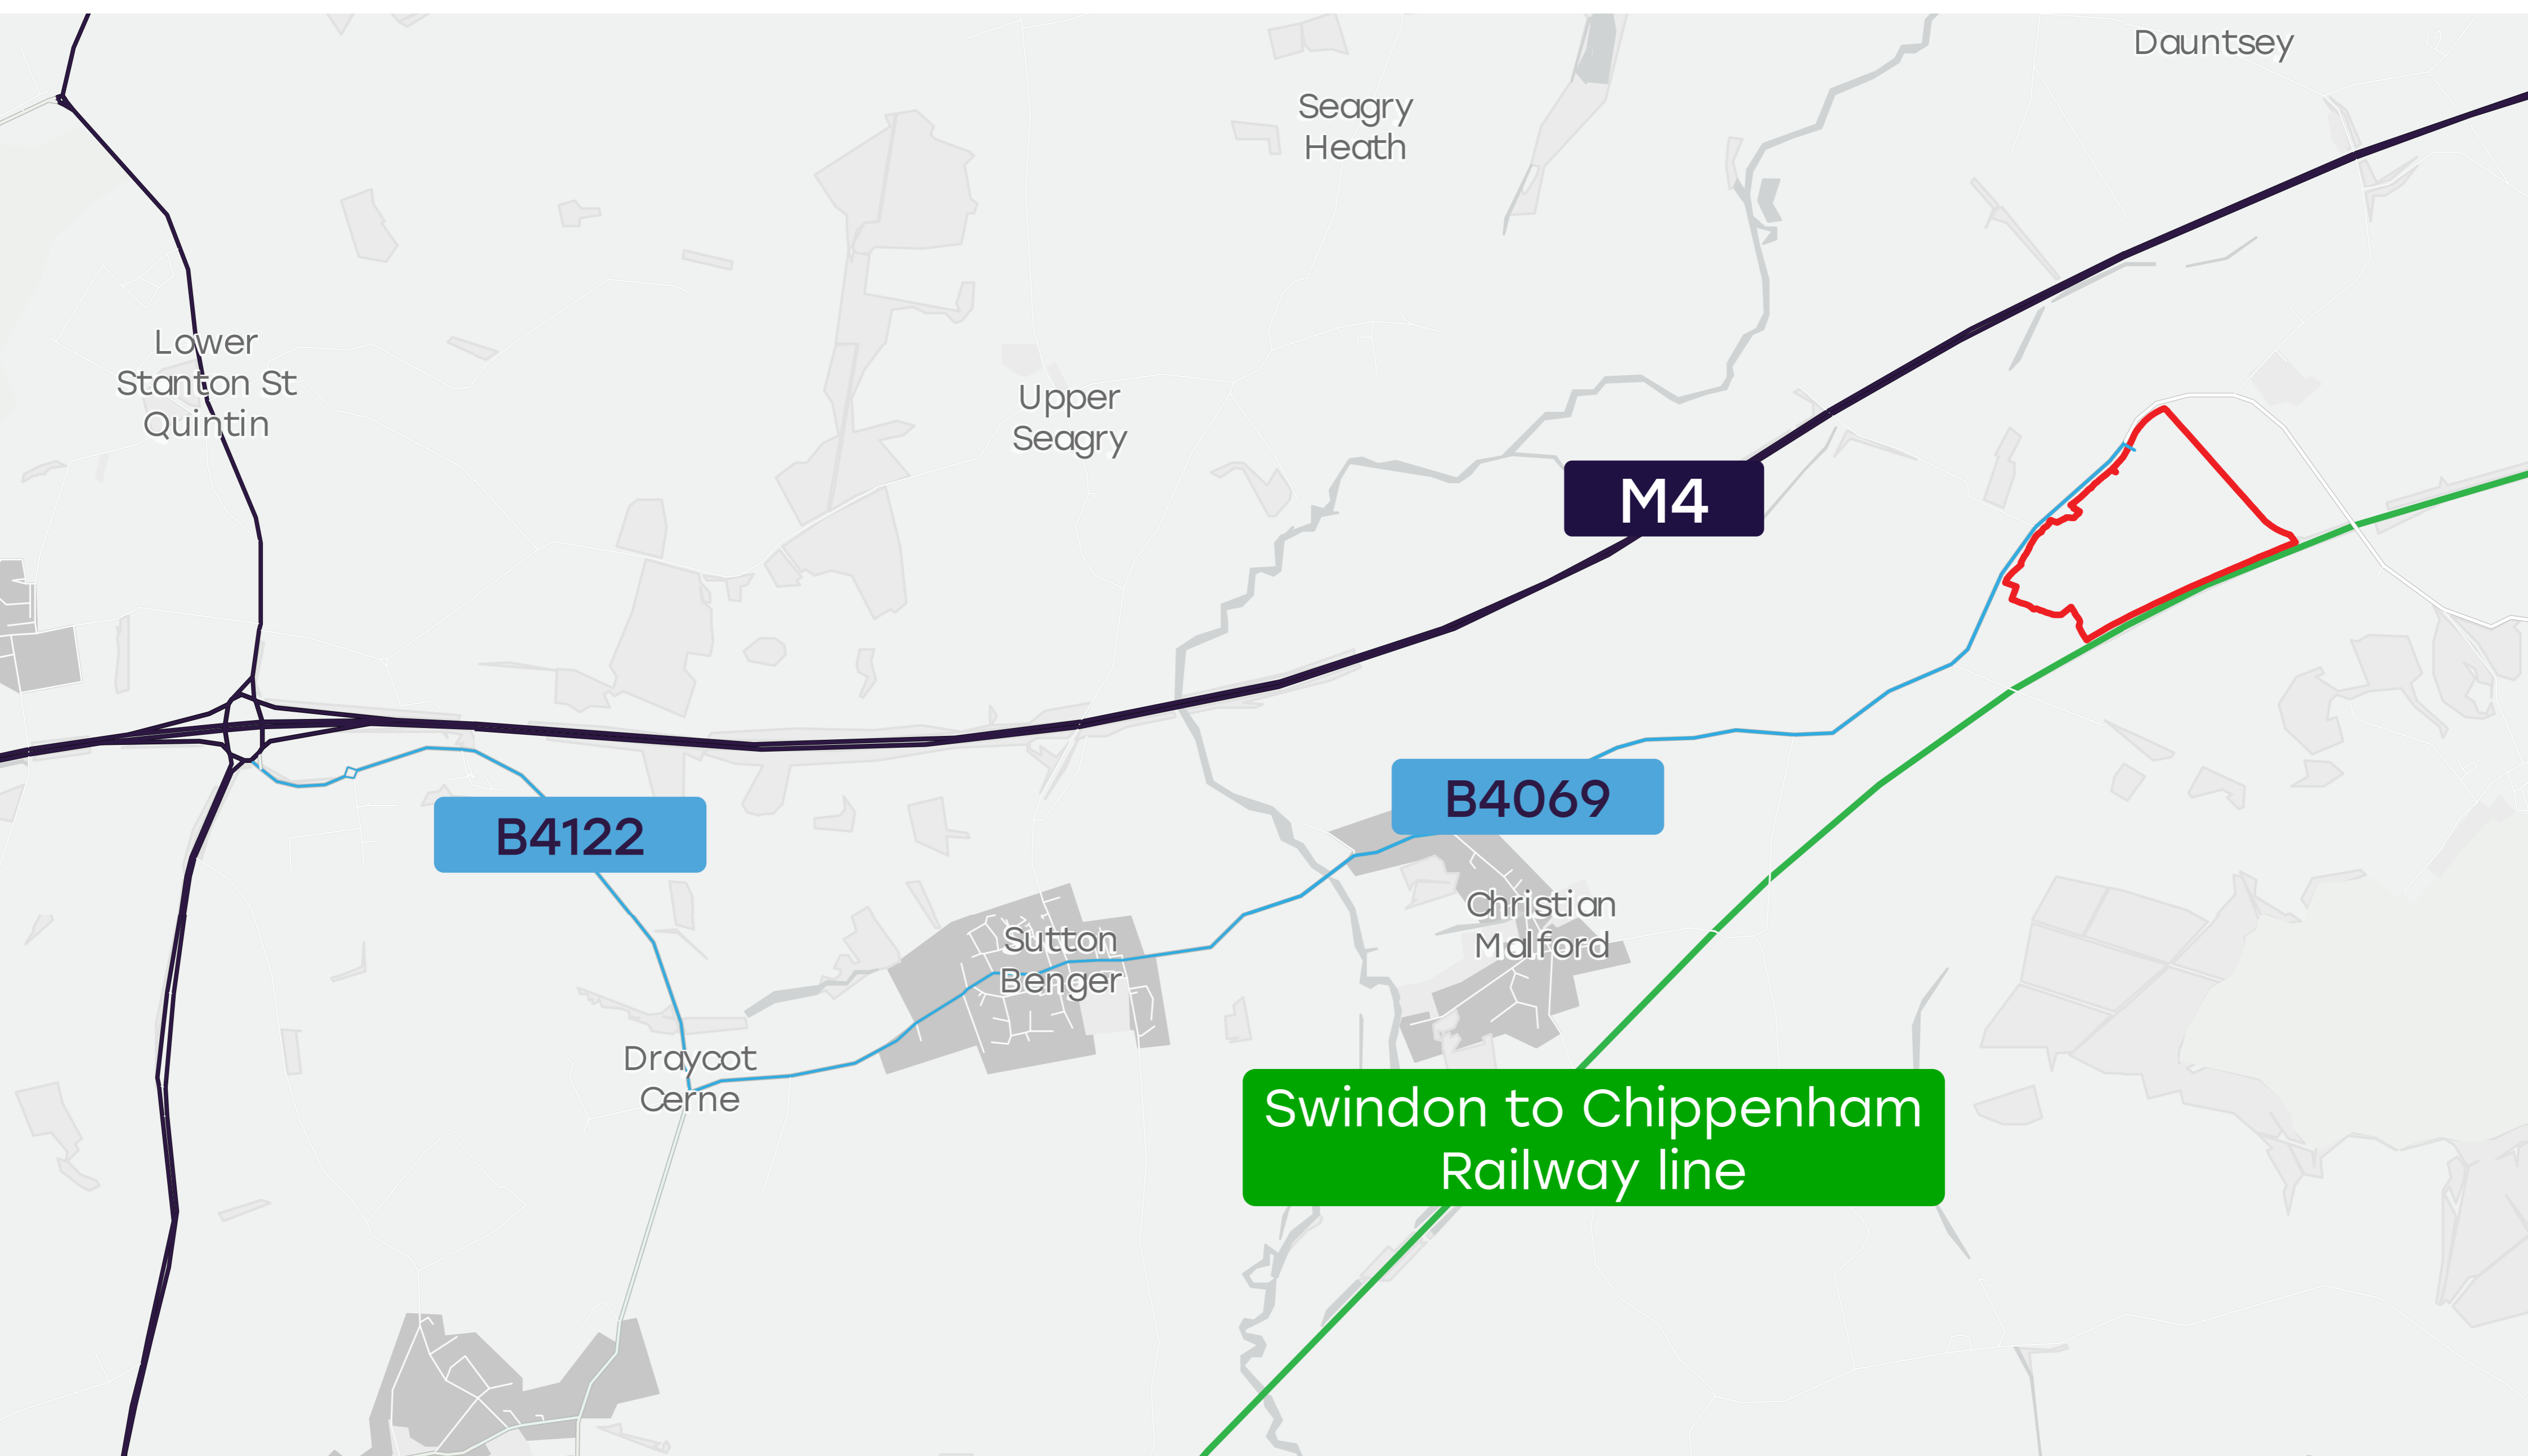 Dauntsey
Seagry
Heath
Lower
Stanton St
Quintin
Upper
Seagry
M4
B4069
B4122
Christian
Malford
Sutton
Benger
Draycot
Cerne
Swindon to Chippenham
Railway line